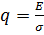 q = E/σ